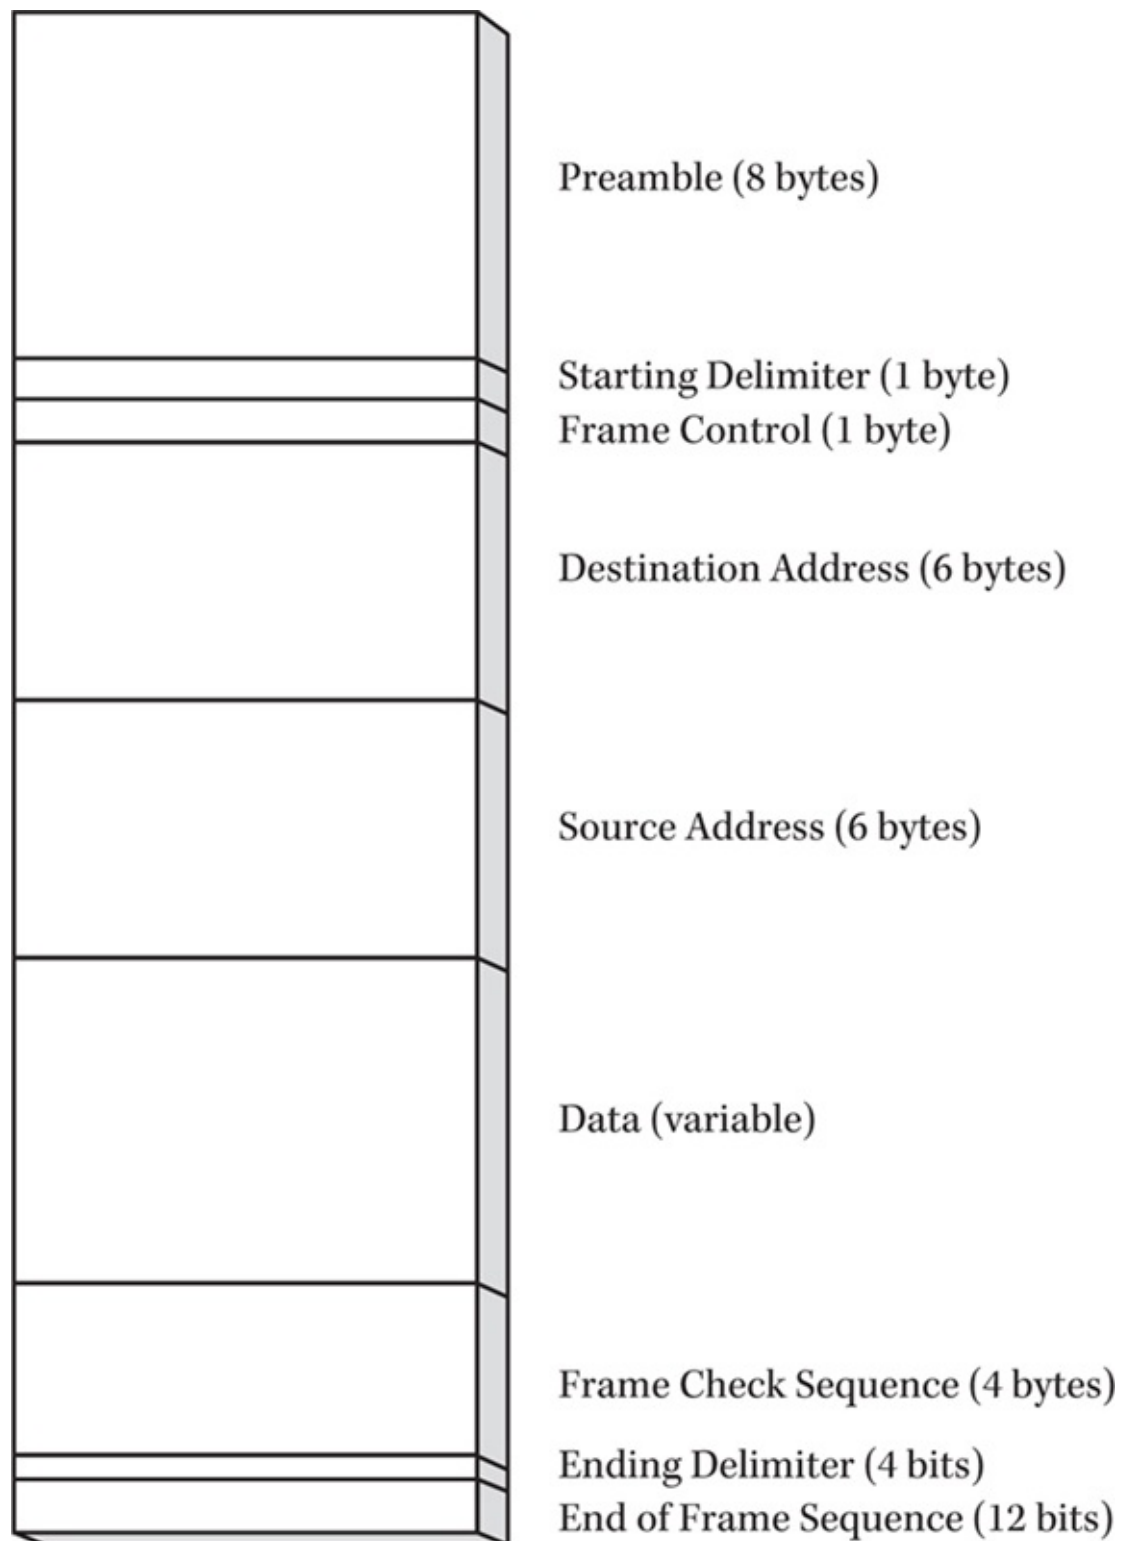 Preamble (8 bytes)
Starting Delimiter (1 byte)
Frame Control (1 byte)
Destination Address (6 bytes)
Source Address (6 bytes)
Data (variable)
Frame Check Sequence (4 bytes)
Ending Delimiter (4 bits)
End of Frame Sequence (12 bits)